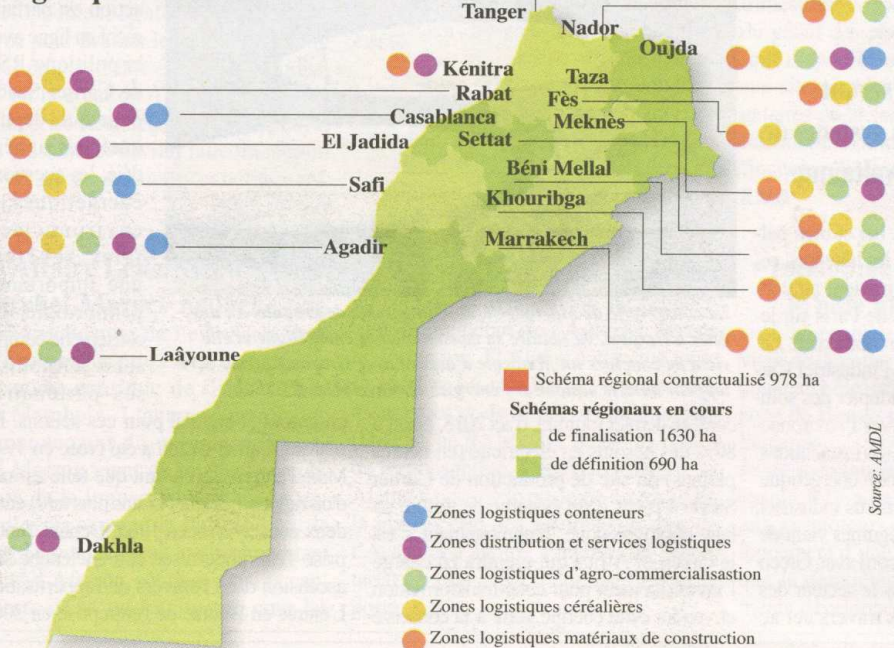 Tanger
Nador
Oujda
Kénitra
Taza
Rabat
Fès
Casablanca
Meknès
El Jadida
Settat
Béni Mellal
Safi
Khouribga
Marrakech
Agadir
Laâyoune
Dakhla
Schéma régional contractualisé 978 ha
Schémas régionaux en cours
de finalisation 1630 ha
de définition 690 ha
Zones logistiques conteneurs
Zones distribution et services logistiques
Zones logistiques d'agro-commercialisastion
Zones logistiques céréalières
Zones logistiques matériaux de construction
Source: AMDL